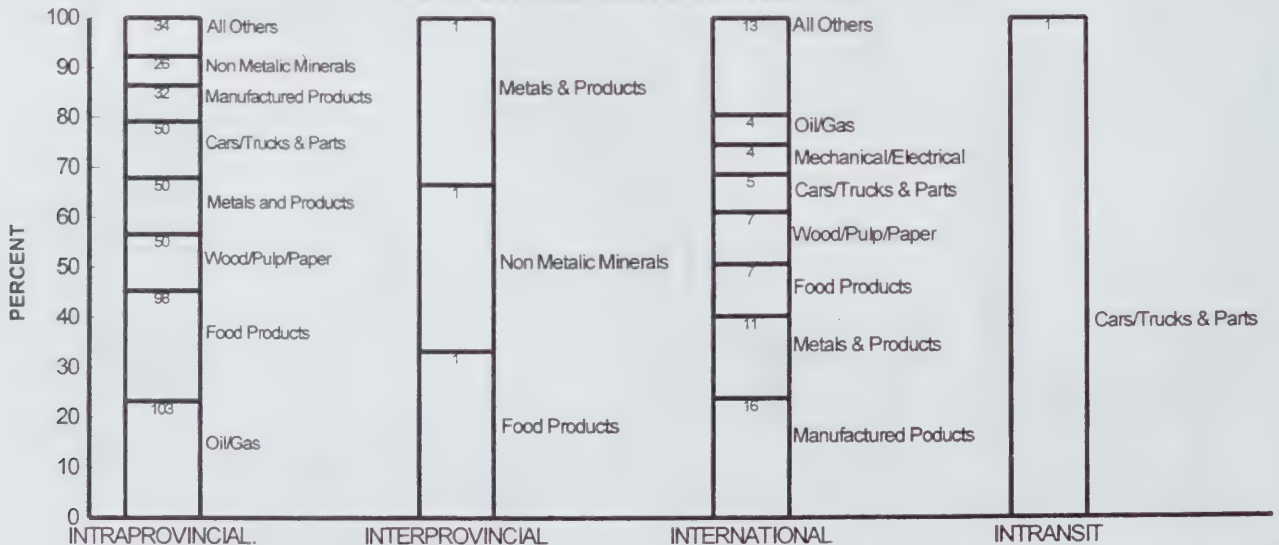 100
90
80
70
60
50
40
30
20
10
0
PERCENT
34 All Others
26 Non Metalic Minerals
32 Manufactured Products
50 Cars/Trucks & Parts
50 Metals and Products
50 Wood/Pulp/Paper
98 Food Products
103 Oil/Gas
INTRAPROVINCIAL.
1 Metals & Products
1 Non Metalic Minerals
1 Food Products
INTERPROVINCIAL
13 All Others
4 Oil/Gas
4 Mechanical/Electrical
5 Cars/Trucks & Parts
7 Wood/Pulp/Paper
7 Food Products
11 Metals & Products
16 Manufactured Poducts
INTERNATIONAL
1 Cars/Trucks & Parts
INTRANSIT